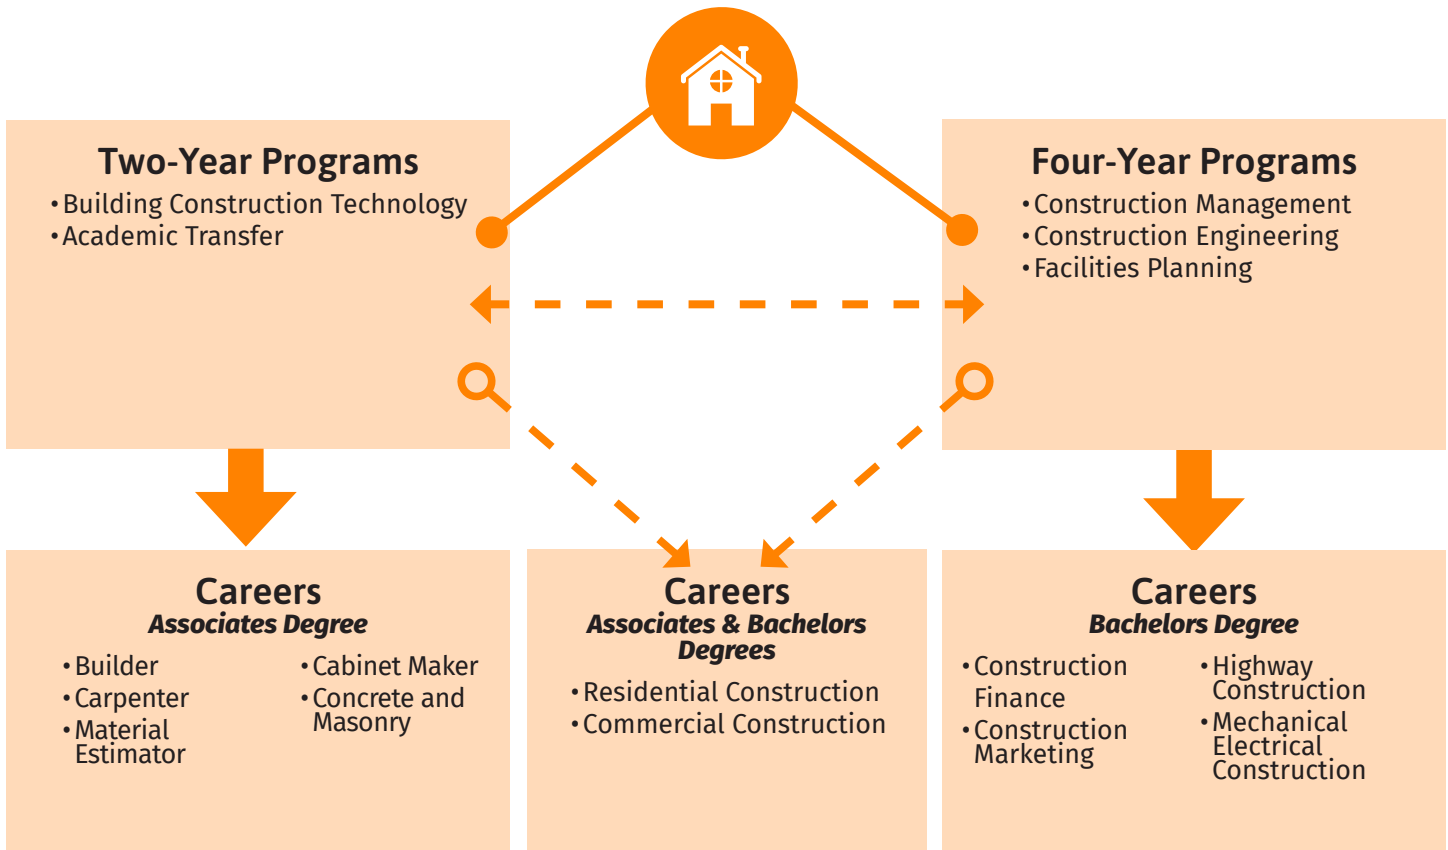 Two-Year Programs
•Building Construction Technology
•Academic Transfer
Four-Year Programs
•Construction Management
•Construction Engineering
•Facilities Planning
Careers
Associates Degree
•Builder
•Carpenter
•Material
Estimator
•Cabinet Maker
•Concrete and
Masonry
Careers
Associates & Bachelors
Degrees
•Residential Construction
•Commercial Construction
Careers
Bachelors Degree
•Construction
Finance
•Construction
Marketing
•Highway
Construction
•Mechanical
Electrical
Construction